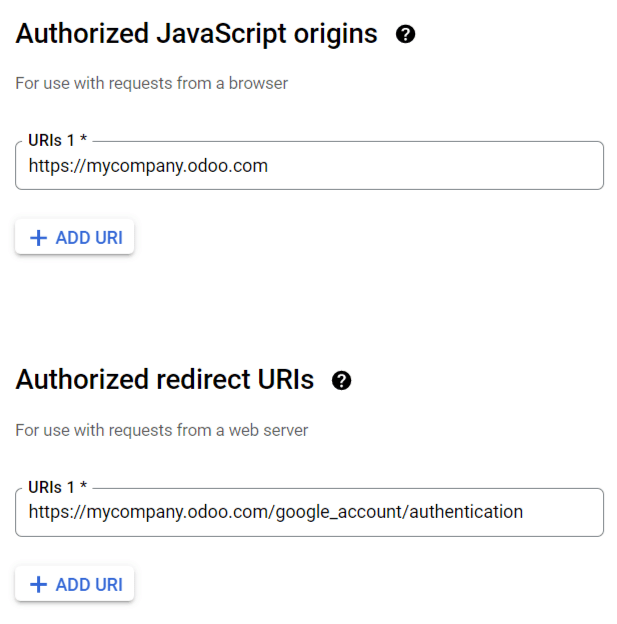 Authorized JavaScript origins ?
For use with requests from a browser
URIs 1 *
https://mycompany.odoo.com
+ ADD URI
Authorized redirect URIs ?
For use with requests from a web server
URIs 1 *
https://mycompany.odoo.com/google_account/authentication
+ ADD URI